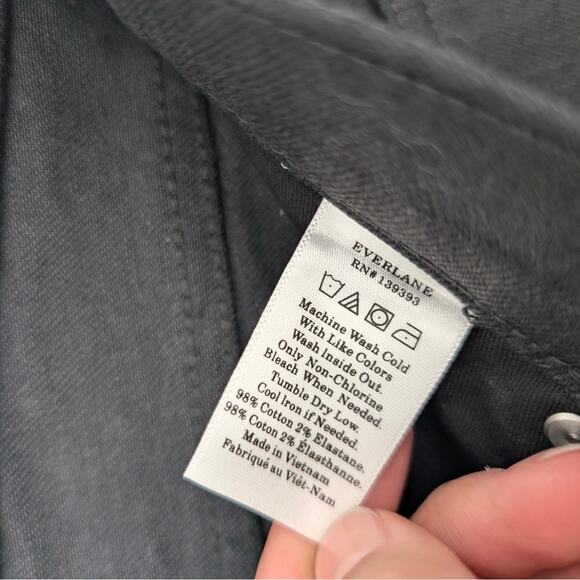 EVERLANE
RN# 139393
Machine Wash Cold
With Like Colors
Wash Inside Out.
Only Non-Chlorine
Bleach When Needed.
Tumble Dry Low.
Cool Iron if Needed.
98% Cotton 2% Elastane.
98% Coton 2% Élasthanne.
Made in Vietnam
Fabriqué au Việt-Nam